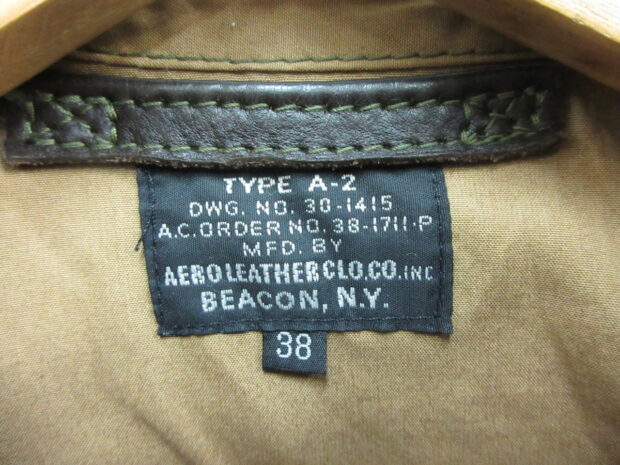 TYPE A-2
DWG. NO. 30-1415
A.C. ORDER NO. 38-1711-P
MFD. BY
AERO LEATHER CLO.CO.INC
BEACON, N.Y.
38